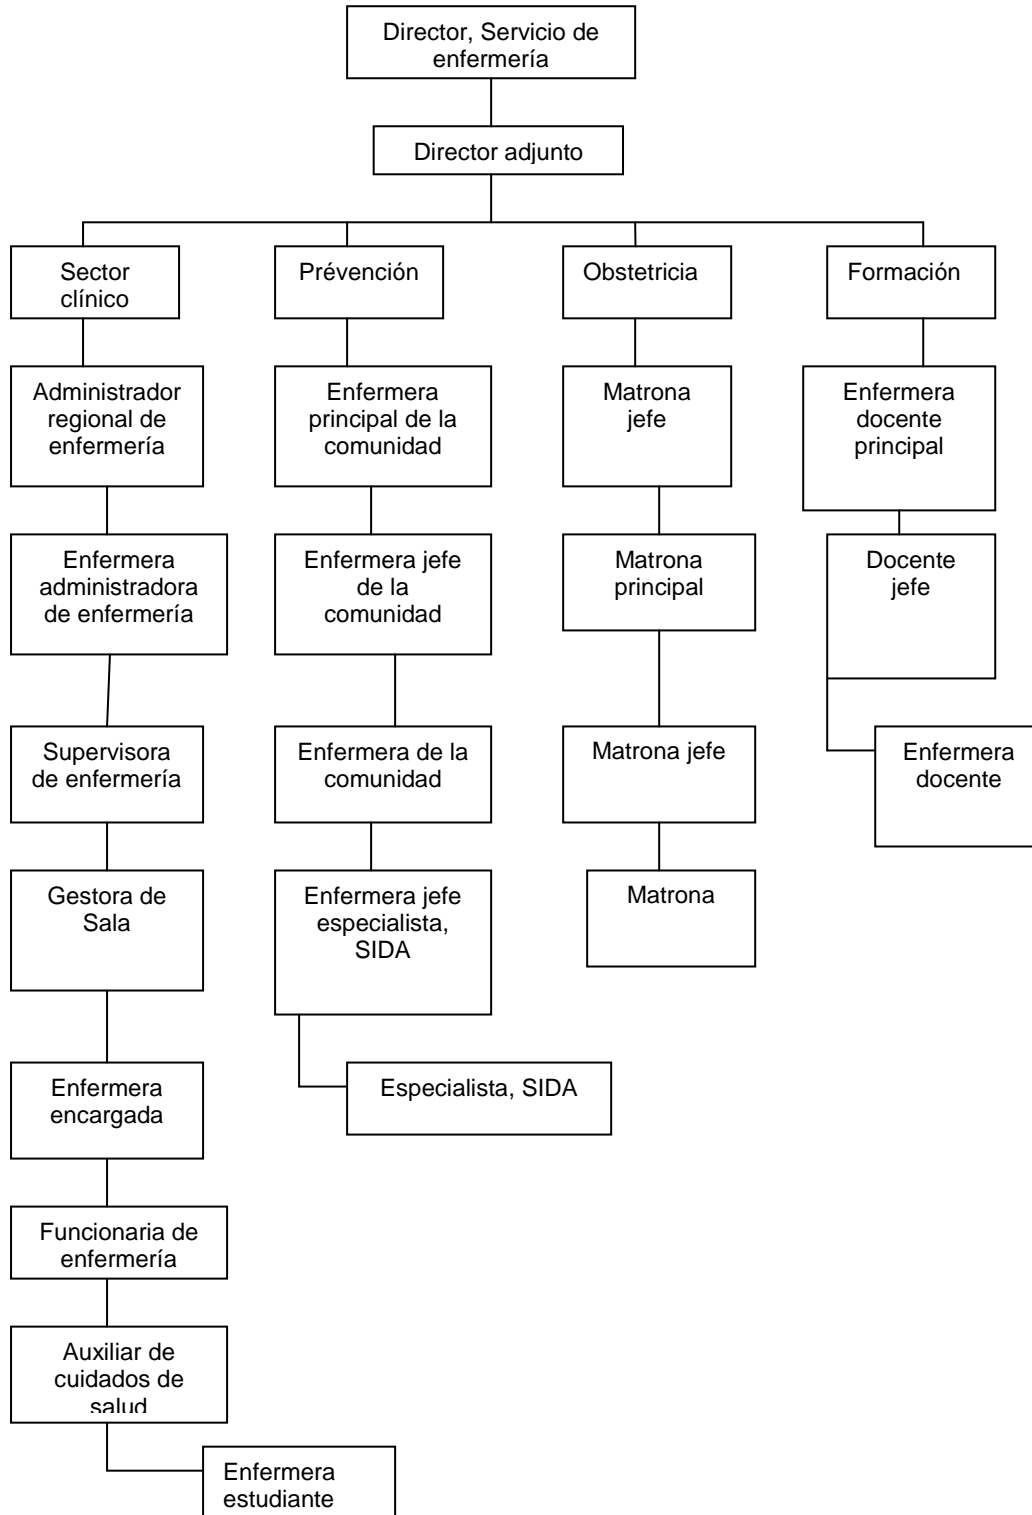 Director, Servicio de
enfermería
Director adjunto
Sector
clínico
Prévención
Obstetricia
Formación
Administrador
regional de
enfermería
Enfermera
principal de la
comunidad
Matrona
jefe
Enfermera
docente
principal
Enfermera
administradora
de enfermería
Enfermera jefe
de la
comunidad
Matrona
principal
Docente
jefe
Supervisora
de enfermería
Enfermera de la
comunidad
Matrona jefe
Enfermera
docente
Gestora de
Sala
Enfermera jefe
especialista,
SIDA
Matrona
Enfermera
encargada
Especialista, SIDA
Funcionaria de
enfermería
Auxiliar de
cuidados de
salud
Enfermera
estudiante